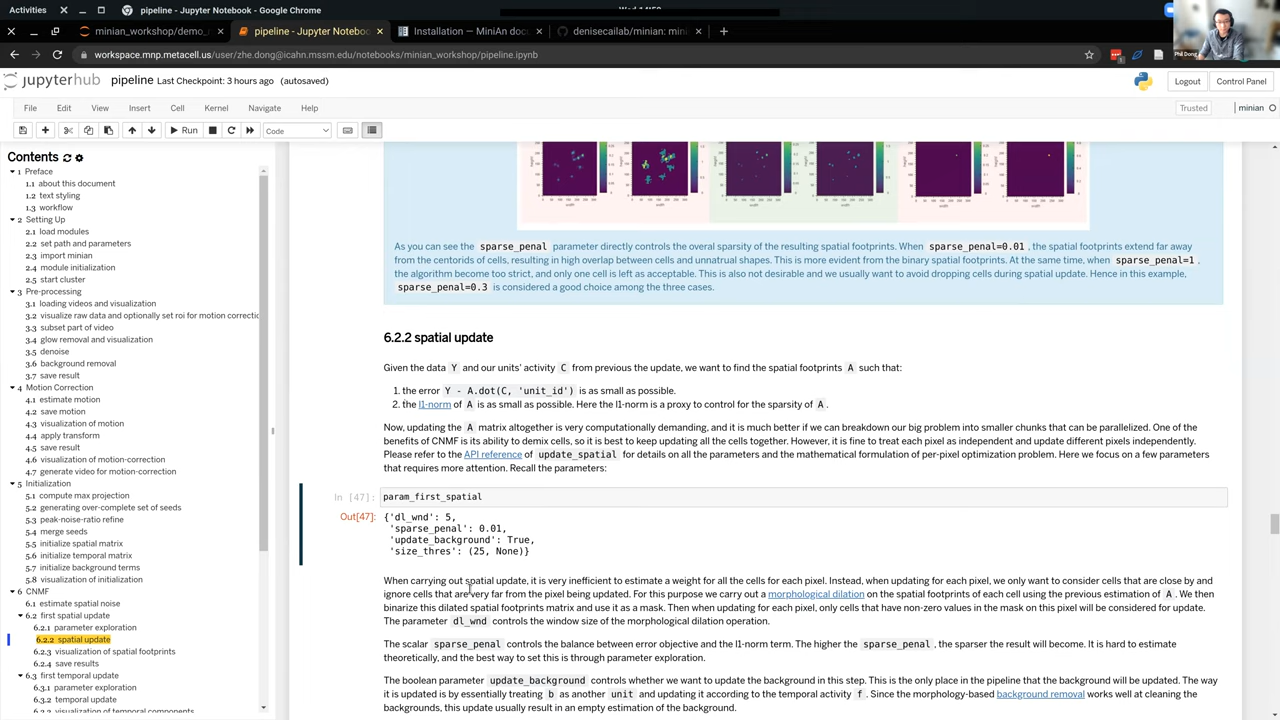 Activities
pipeline - Jupyter Notebook - Google Chrome
minian_workshop/demo_r
pipeline - Jupyter Noteboo
Installation — MiniAn docu
denisecailab/minian: mini
workspace.mnp.metacell.us/user/zhe.dong@icahn.mssm.edu/notebooks/minian_workshop/pipeline.ipynb
Phil Dong
jupyterhub pipeline Last Checkpoint: 3 hours ago (autosaved)
Logout
Control Panel
File Edit View Insert Cell Kernel Navigate Help
Trusted
minian
Run
Code
Contents
1 Preface
1.1 about this document
1.2 text styling
1.3 workflow
2 Setting Up
2.1 load modules
2.2 set path and parameters
2.3 import minian
2.4 module initialization
2.5 start cluster
3 Pre-processing
3.1 loading videos and visualization
3.2 visualize raw data and optionally set roi for motion correctio
3.3 subset part of video
3.4 glow removal and visualization
3.5 denoise
3.6 background removal
3.7 save result
4 Motion Correction
4.1 estimate motion
4.2 save motion
4.3 visualization of motion
4.4 apply transform
4.5 save result
4.6 visualization of motion-correction
4.7 generate video for motion-correction
5 Initialization
5.1 compute max projection
5.2 generating over-complete set of seeds
5.3 peak-noise-ratio refine
5.4 merge seeds
5.5 initialize spatial matrix
5.6 initialize temporal matrix
5.7 initialize background terms
5.8 visualization of initialization
6 CNMF
6.1 estimate spatial noise
6.2 first spatial update
6.2.1 parameter exploration
6.2.2 spatial update
6.2.3 visualization of spatial footprints
6.2.4 save results
6.3 first temporal update
6.3.1 parameter exploration
6.3.2 temporal update
As you can see the sparse_penal parameter directly controls the overal sparsity of the resulting spatial footprints. When sparse_penal=0.01 , the spatial footprints extend far away
from the centorids of cells, resulting in high overlap between cells and unnatrual shapes. This is more evident from the binary spatial footprints. At the same time, when sparse_penal=1
, the algorithm become too strict, and only one cell is left as acceptable. This is also not desirable and we usually want to avoid dropping cells during spatial update. Hence in this example,
sparse_penal=0.3 is considered a good choice among the three cases.
6.2.2 spatial update
Given the data Y and our units' activity C from previous the update, we want to find the spatial footprints A such that:
1. the error Y - A.dot(C, 'unit_id') is as small as possible.
2. the l1-norm of A is as small as possible. Here the l1-norm is a proxy to control for the sparsity of A .
Now, updating the A matrix altogether is very computationally demanding, and it is much better if we can breakdown our big problem into smaller chunks that can be parallelized. One of the
benefits of CNMF is its ability to demix cells, so it is best to keep updating all the cells together. However, it is fine to treat each pixel as independent and update different pixels independently.
Please refer to the API reference of update_spatial for details on all the parameters and the mathematical formulation of per-pixel optimization problem. Here we focus on a few parameters
that requires more attention. Recall the parameters:
In [47]: param_first_spatial
Out[47]: {'dl_wnd': 5,
'sparse_penal': 0.01,
'update_background': True,
'size_thres': (25, None)}
When carrying out spatial update, it is very inefficient to estimate a weight for all the cells for each pixel. Instead, when updating for each pixel, we only want to consider cells that are close by and
ignore cells that are very far from the pixel being updated. For this purpose we carry out a morphological dilation on the spatial footprints of each cell using the previous estimation of A . We then
binarize this dilated spatial footprints matrix and use it as a mask. Then when updating for each pixel, only cells that have non-zero values in the mask on this pixel will be considered for update.
The parameter dl_wnd controls the window size of the morphological dilation operation.
The scalar sparse_penal controls the balance between error objective and the l1-norm term. The higher the sparse_penal , the sparser the result will become. It is hard to estimate
theoretically, and the best way to set this is through parameter exploration.
The boolean parameter update_background controls whether we want to update the background in this step. This is the only place in the pipeline that the background will be updated. The way
it is updated is by essentially treating b as another unit and updating it according to the temporal activity f . Since the morphology-based background removal works well at cleaning the
backgrounds, this update usually result in an empty estimation of the background.